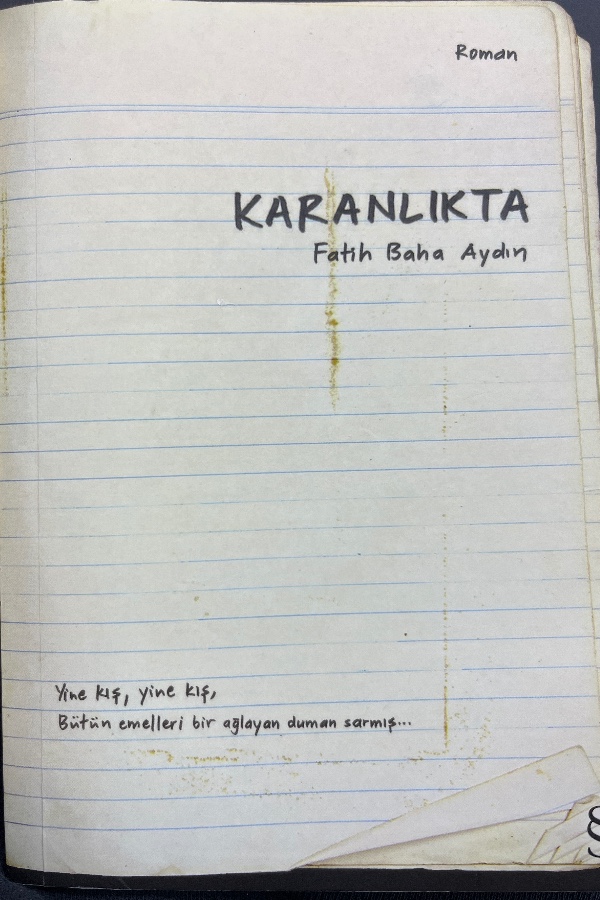 Roman
KARANLIKTA
Fatih Baha Aydın
Yine kış, yine kış,
Bütün emelleri bir ağlayan duman sarmış...
§